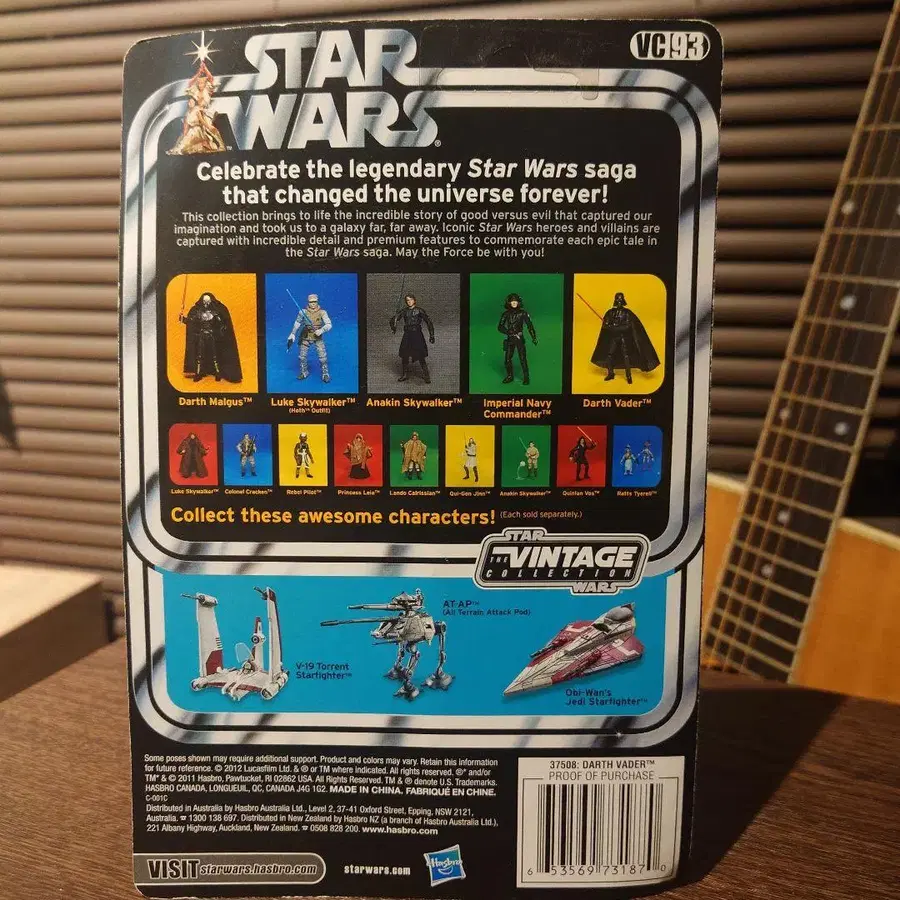 STAR WARS®
VC93
Celebrate the legendary Star Wars saga
that changed the universe forever!
This collection brings to life the incredible story of good versus evil that captured our
imagination and took us to a galaxy far, far away. Iconic Star Wars heroes and villains are
captured with incredible detail and premium features to commemorate each epic tale in
the Star Wars saga. May the Force be with you!
Darth Malgus™
Luke Skywalker™
(Hoth™ Outfit)
Anakin Skywalker™
Imperial Navy
Commander™
Darth Vader™
Luke Skywalker™
Colonel Cracken™
Rebel Pilot™
Princess Leia™
Lando Calrissian™
Qui-Gon Jinn™
Anakin Skywalker™
Quinlan Vos™
Ratts Tyerell™
Collect these awesome characters! (Each sold separately.)
STAR
THE VINTAGE
COLLECTION
WARS
V-19 Torrent
Starfighter™
AT-AP™
(All Terrain Attack Pod)
Obi-Wan's
Jedi Starfighter™
Some poses shown may require additional support. Product and colors may vary. Retain this information
for future reference. © 2012 Lucasfilm Ltd. & ® or TM where indicated. All rights reserved. ®* and/or
TM* & © 2011 Hasbro, Pawtucket, RI 02862 USA. All Rights Reserved. TM & ® denote U.S. Trademarks.
HASBRO CANADA, LONGUEUIL, QC, CANADA J4G 1G2. MADE IN CHINA. FABRIQUÉ EN CHINE.
C-001C
Distributed in Australia by Hasbro Australia Ltd., Level 2, 37-41 Oxford Street, Epping, NSW 2121,
Australia. ☎ 1300 138 697. Distributed in New Zealand by Hasbro NZ (a branch of Hasbro Australia Ltd.),
221 Albany Highway, Auckland, New Zealand. ☎ 0508 828 200. www.hasbro.com
37508: DARTH VADER™
PROOF OF PURCHASE
6 53569 73187 0
VISIT starwars.hasbro.com
starwars.com
Hasbro